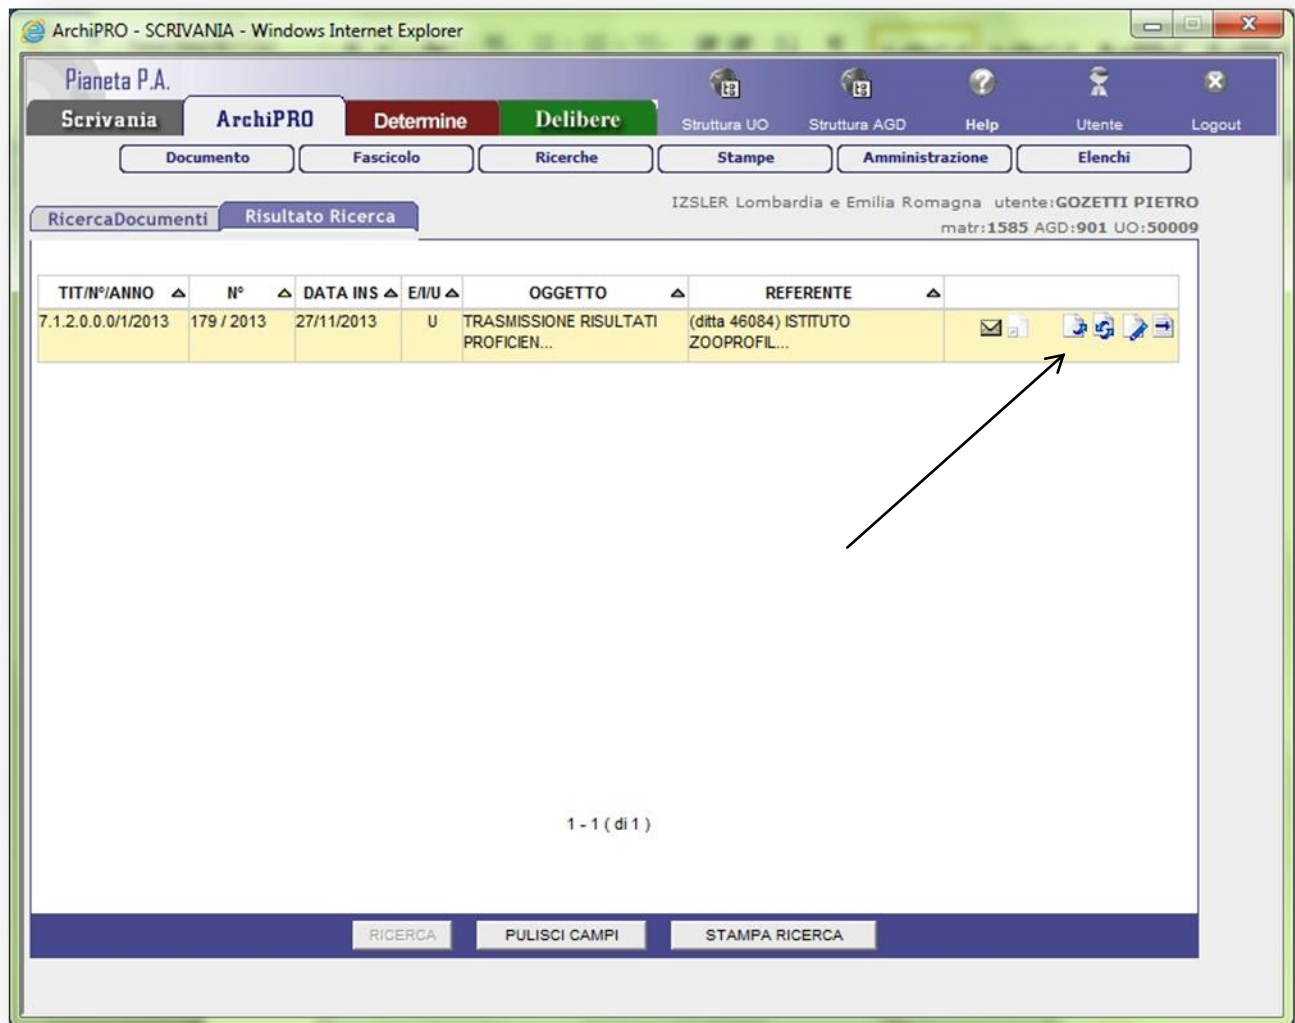 ArchiPRO - SCRIVANIA - Windows Internet Explorer
Pianeta P.A.
Scrivania ArchiPRO Determine Delibere Struttura UO Struttura AGD Help Utente Logout
Documento Fascicolo Ricerche Stampe Amministrazione Elenchi
IZSLER Lombardia e Emilia Romagna utente:GOZETTI PIETRO
RicercaDocumenti Risultato Ricerca
matr:1585 AGD:901 UO:50009
TIT/N°/ANNO N° DATA INS E/I/U OGGETTO REFERENTE
7.1.2.0.0.0/1/2013 179 / 2013 27/11/2013 U TRASMISSIONE RISULTATI (ditta 46084) ISTITUTO
PROFICIEN... ZOOPROFIL...
1 - 1 ( di 1 )
RICERCA PULISCI CAMPI STAMPA RICERCA